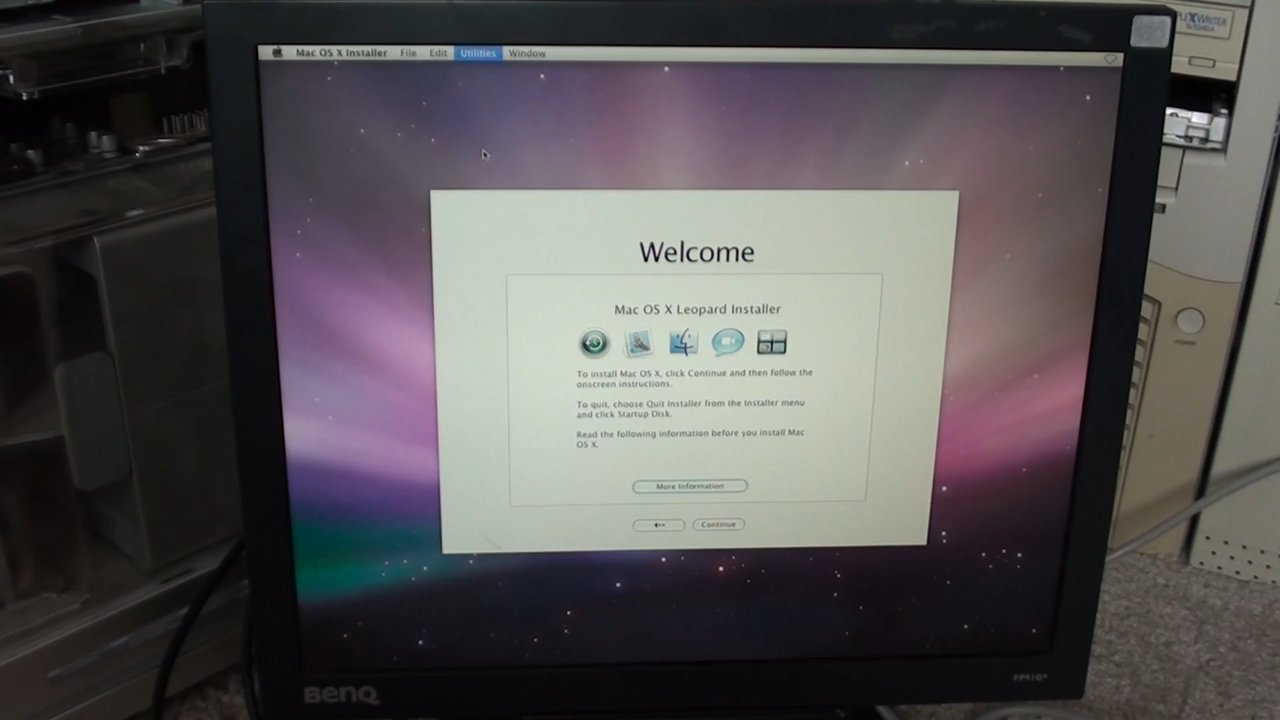 Mac OS X Installer File Edit Utilities Window
Welcome
Mac OS X Leopard Installer
To install Mac OS X, click Continue and then follow the
onscreen instructions.
To quit, choose Quit Installer from the Installer menu
and click Startup Disk.
Read the following information before you install Mac
OS X.
More Information
Continue
BenQ
PLEXWRITER
POWER